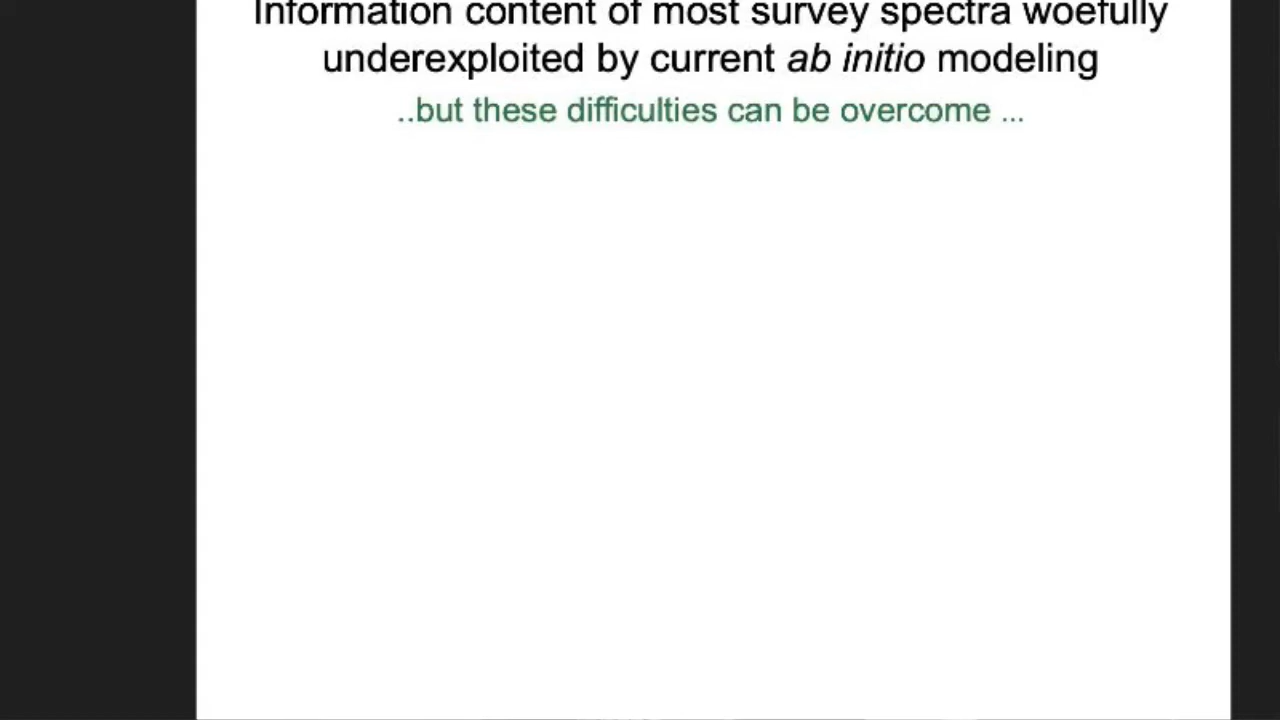 Information content of most survey spectra woefully
underexploited by current ab initio modeling
..but these difficulties can be overcome ...